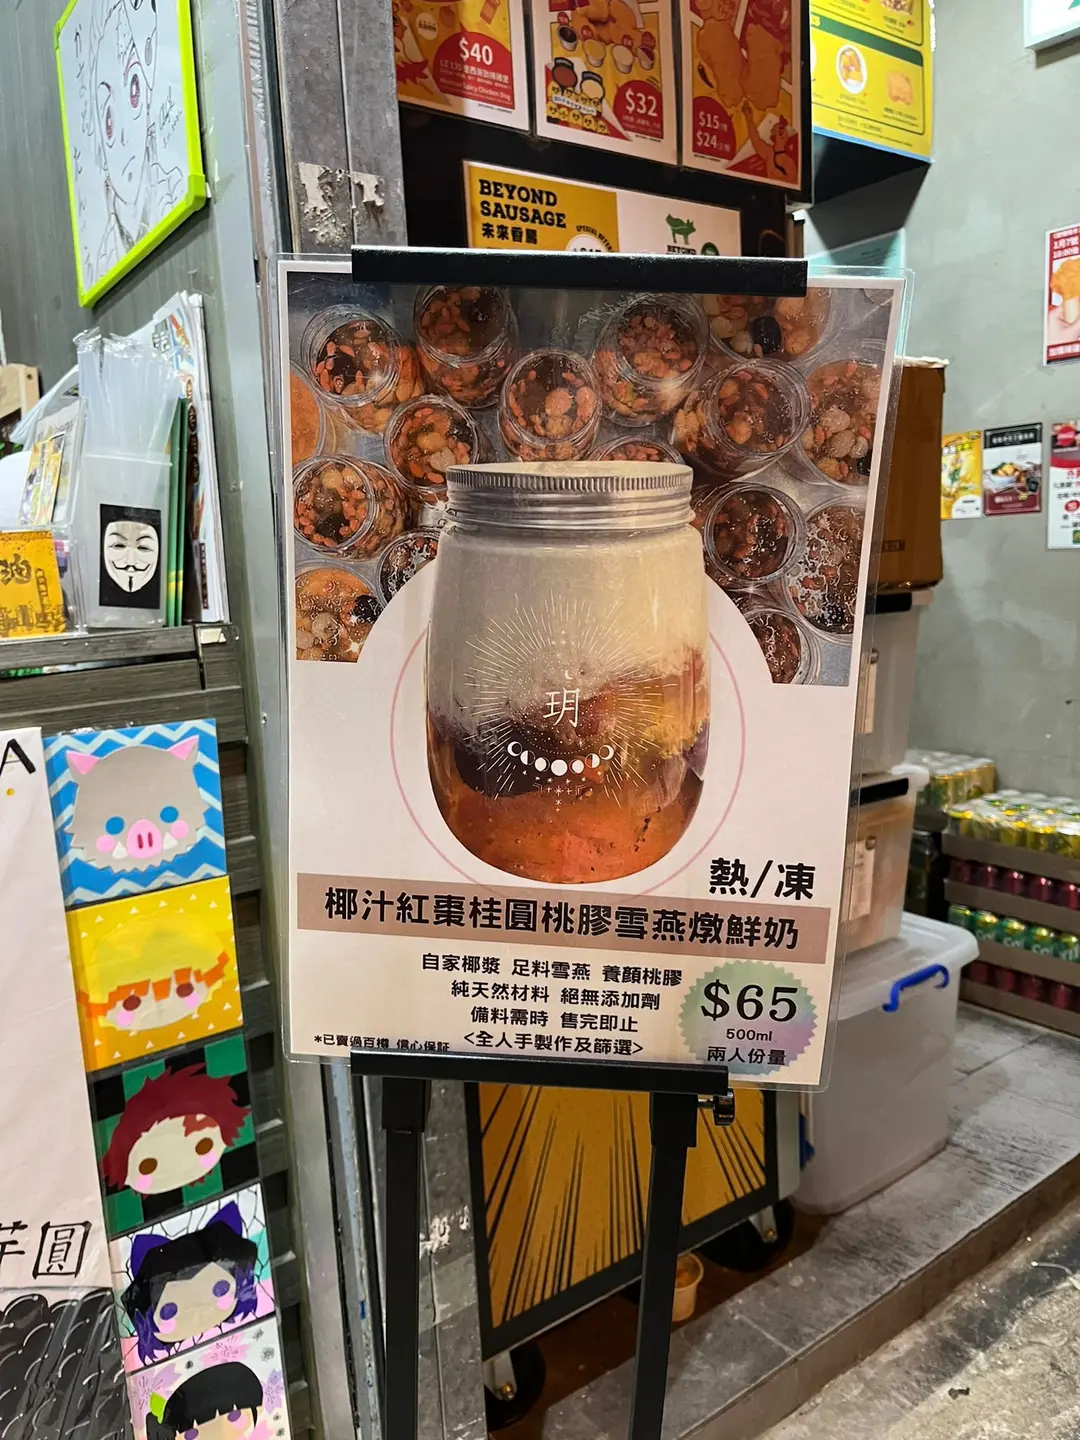 $40
Spicy Chicken Dog
$32
$15
$24
BEYOND
SAUSAGE
未來香腸
BEYOND
玥
熱/凍
椰汁紅棗桂圓桃膠雪燕燉鮮奶
自家椰漿 足料雪燕 養顏桃膠
純天然材料 絕無添加劑
備料需時 售完即止
<全人手製作及篩選>
*已賣過百樽 信心保証
$65
500ml
兩人份量
A
芋圓